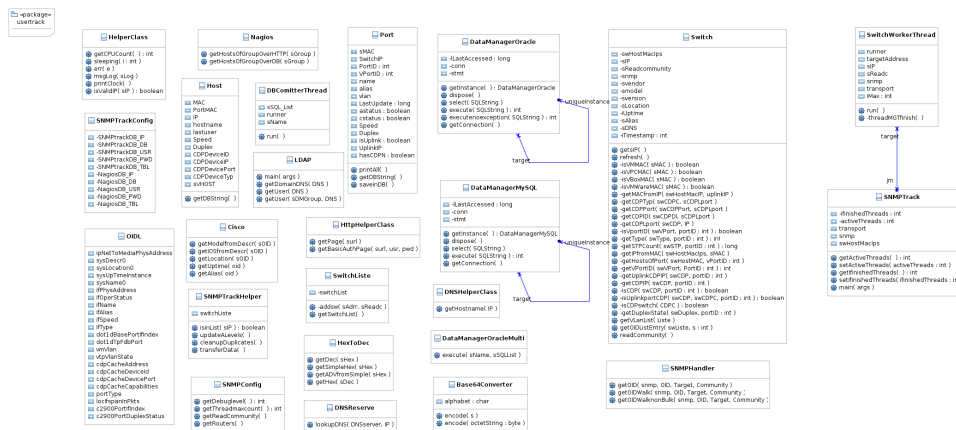 «package»
usertrack
HelperClass
getCPUCount( ) : int
sleeping( i : int )
err( e )
msgLog( sLog )
printClock( )
isValidIP( sIP ) : boolean
SNMPTrackConfig
-SNMPtrackDB_IP
-SNMPtrackDB_DB
-SNMPtrackDB_USR
-SNMPtrackDB_PWD
-SNMPtrackDB_TBL
-NagiosDB_IP
-NagiosDB_DB
-NagiosDB_USR
-NagiosDB_PWD
-NagiosDB_TBL
OIDL
ipNetToMediaPhysAddress
sysDescr0
sysLocation0
sysUpTimeInstance
sysName0
ifPhysAddress
ifOperStatus
ifName
ifAlias
ifSpeed
ifType
dot1dBasePortIfIndex
dot1dTpFdbPort
vmVlan
vtpVlanState
cdpCacheAddress
cdpCacheDeviceId
cdpCacheDevicePort
cdpCacheCapabilities
portType
locIfspanInPkts
c2900PortIfIndex
c2900PortDuplexStatus
Nagios
getHostsOfGroupOverHTTP( sGroup )
getHostsOfGroupOverDB( sGroup )
Host
MAC
PortMAC
IP
hostname
lastuser
Speed
Duplex
CDPDeviceID
CDPDeviceIP
CDPDevicePort
CDPDeviceTyp
sVHOST
getDBString( )
DBComitterThread
sSQL_List
runner
sName
run( )
LDAP
main( args )
getDomainDNS( DNS )
getUser( DNS )
getUser( sDMGroup, DNS )
Cisco
getModelfromDescr( sOID )
getIOSfromDescr( sOID )
getLocation( sOID )
getUptime( oid )
getAlias( oid )
SNMPTrackHelper
switchListe
isinList( sIP ) : boolean
updateALevels( )
cleanupDuplicates( )
transferData( )
SNMPConfig
getDebuglevel( ) : int
getThreadmaxcount( ) : int
getReadCommunity( )
getRouters( )
Port
sMAC
SwitchIP
PortID : int
VPortID : int
name
alias
vlan
LastUpdate : long
astatus : boolean
cstatus : boolean
Speed
Duplex
isUplink : boolean
UplinkIP
hasCDPN : boolean
printAll( )
getDBString( )
saveinDB( )
HttpHelperClass
getPage( surl )
getBasicAuthPage( surl, usr, pwd )
SwitchListe
-switchList
-addsw( sAdrr, sReadc )
getSwitchList( )
HexToDec
getDec( sHex )
getSimpleHex( sHex )
getADVfromSimple( sHex )
getHex( sDec )
DNSReserve
lookupDNS( DNSserver, IP )
DataManagerOracle
-lLastAccessed : long
-conn
-stmt
getInstance( ) : DataManagerOracle
dispose( )
select( SQLString )
execute( SQLString ) : int
executenoexception( SQLString ) : int
getConnection( )
-uniqueInstance
target
DataManagerMySQL
-lLastAccessed : long
-conn
-stmt
getInstance( ) : DataManagerMySQL
dispose( )
select( SQLString )
execute( SQLString ) : int
getConnection( )
-uniqueInstance
target
DNSHelperClass
getHostname( IP )
DataManagerOracleMulti
execute( sName, sSQLList )
Base64Converter
alphabet : char
encode( s )
encode( octetString : byte )
Switch
-swHostMacIps
-sIP
-sReadcommunity
-snmp
-svendor
-smodel
-sversion
-sLocation
-iUptime
-sAlias
-sDNS
-lTimestamp : int
getsIP( )
refresh( )
-isVMMAC( sMAC ) : boolean
-isVPCMAC( sMAC ) : boolean
-isVBoxMAC( sMAC ) : boolean
-isVMWareMAC( sMAC ) : boolean
-getMACfromIP( swHostMacIP, uplinkIP )
-getCDPTyp( swCDPC, sCDPLport )
-getCDPPort( swCDPPort, sCDPLport )
-getCDPID( swCDPDI, sCDPLport )
-getCDPLport( swCDP, IP )
-isVportID( swVPort, portID : int ) : boolean
-getType( swType, portID : int ) : int
-getSTPCount( swSTP, portID : int ) : long
-getIPfromMAC( swHostMacIps, sMAC )
-getHostsOfPort( swHostMAC, vPortID : int )
-getVPortID( swVPort, PortID : int )
-getUplinkCDPIP( swCDP, portID : int )
-getCDPIP( swCDP, portID : int )
-isCDP( swCDP, portID : int ) : boolean
-isUplinkportCDP( swCDP, swCDPC, portID : int ) : boolean
-isCDPswitch( CDPC ) : boolean
-getDuplexState( swDuplex, portID : int )
getVLanList( Liste )
getOIDListEntry( swListe, s : int )
readCommunity( )
SNMPHandler
getOID( snmp, OID, Target, Community )
getOIDWalk( snmp, OID, Target, Community )
getOIDWalknonBulk( snmp, OID, Target, Community )
SwitchWorkerThread
runner
targetAddress
sIP
sReadc
snmp
transport
iMax : int
run( )
-threadMGTfinish( )
target
jm
SNMPTrack
-ifinishedThreads : int
-activeThreads : int
transport
snmp
swHostMacIps
getActiveThreads( ) : int
setActiveThreads( activeThreads : int )
getIfinishedThreads( ) : int
setIfinishedThreads( ifinishedThreads : int
main( args )